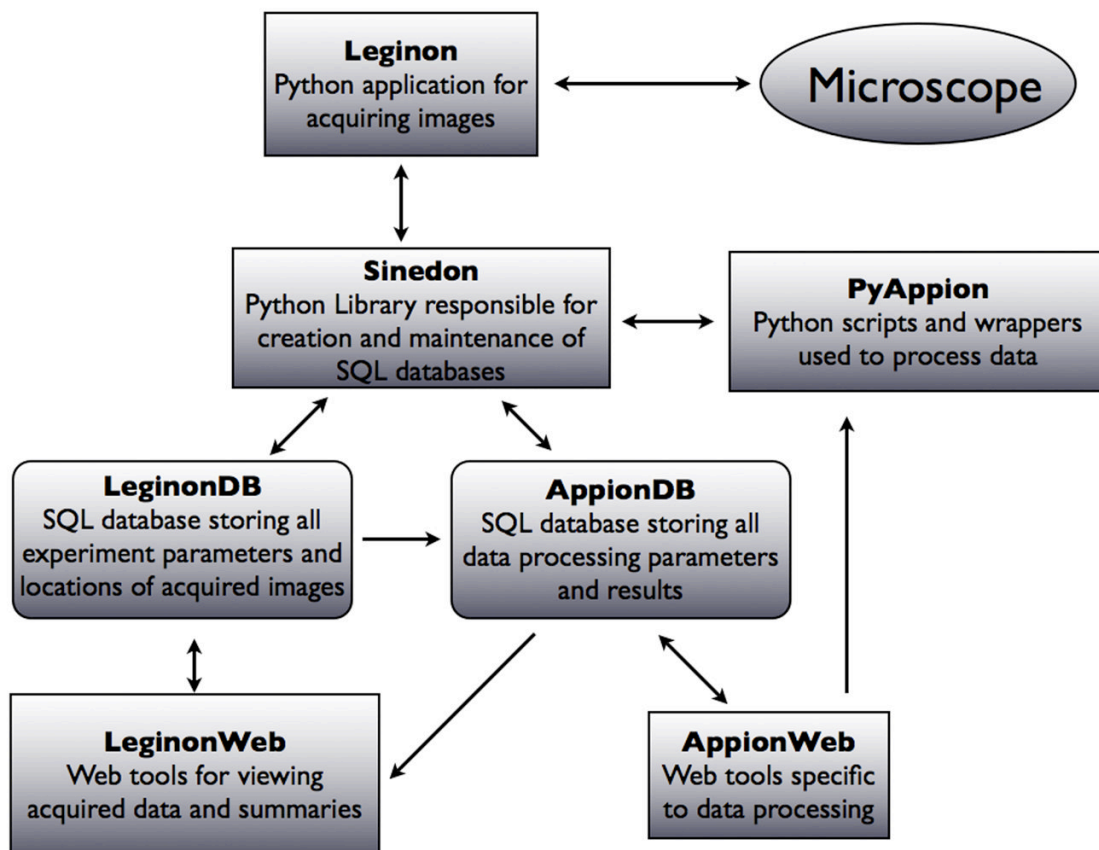 Leginon
Python application for
acquiring images
Microscope
Sinedon
Python Library responsible for
creation and maintenance of
SQL databases
PyAppion
Python scripts and wrappers
used to process data
LeginonDB
SQL database storing all
experiment parameters and
locations of acquired images
AppionDB
SQL database storing all
data processing parameters
and results
LeginonWeb
Web tools for viewing
acquired data and summaries
AppionWeb
Web tools specific
to data processing